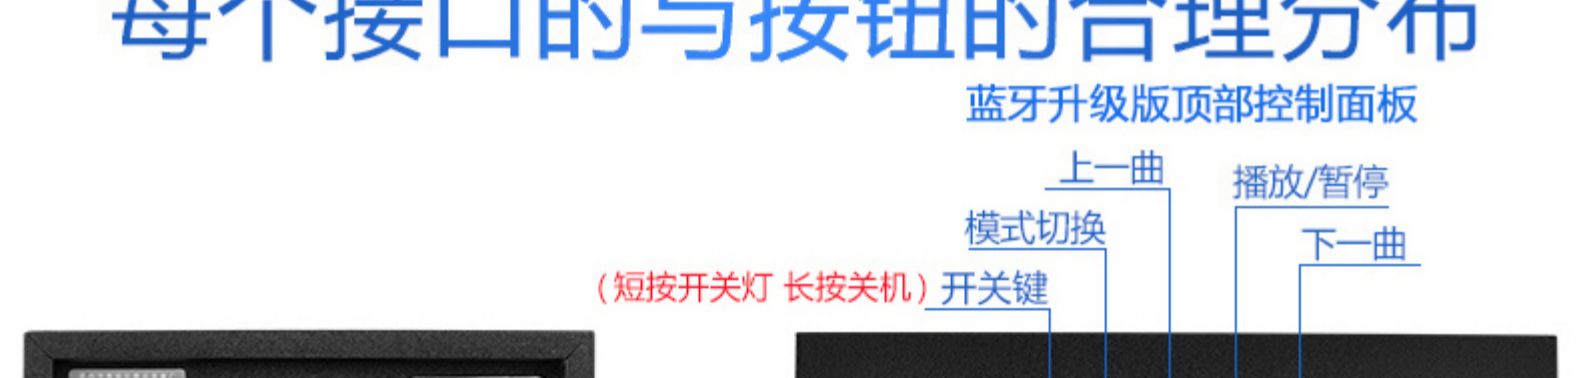 每个接口的与按钮的合理分布
蓝牙升级版顶部控制面板
上一曲
播放/暂停
模式切换
下一曲
（短按开关灯 长按关机）开关键